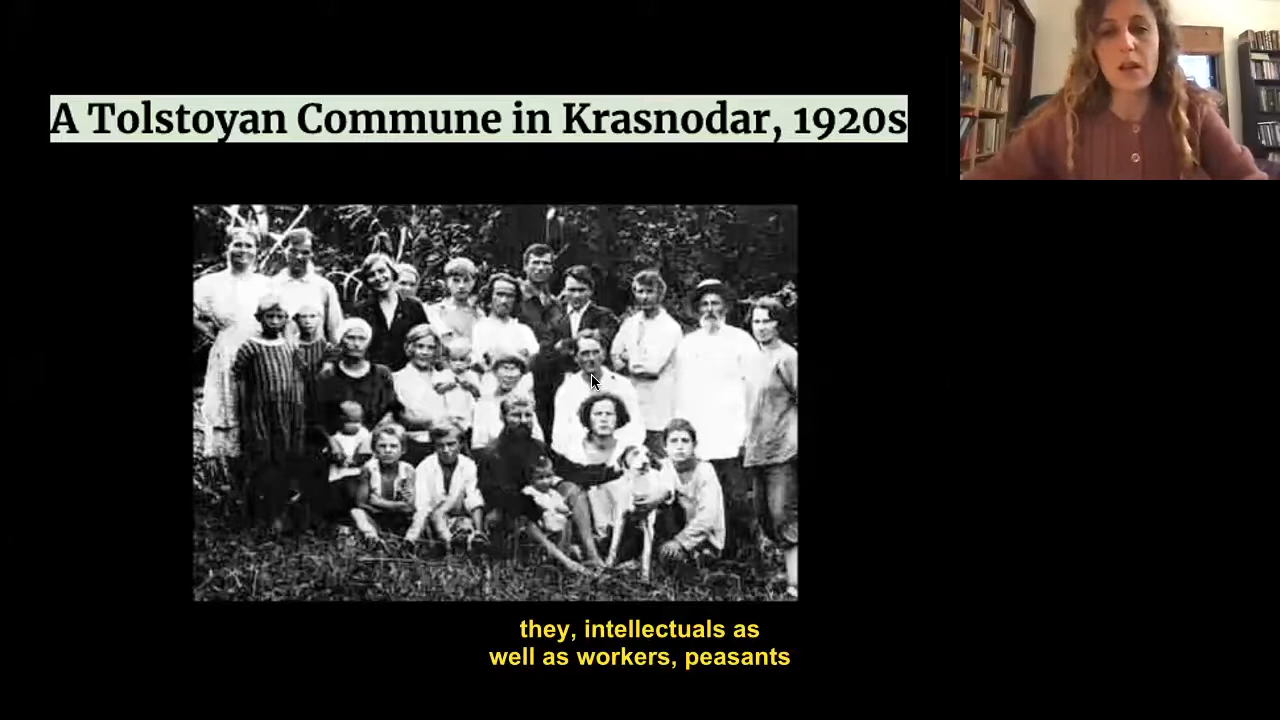 A Tolstoyan Commune in Krasnodar, 1920s
they, intellectuals as
well as workers, peasants